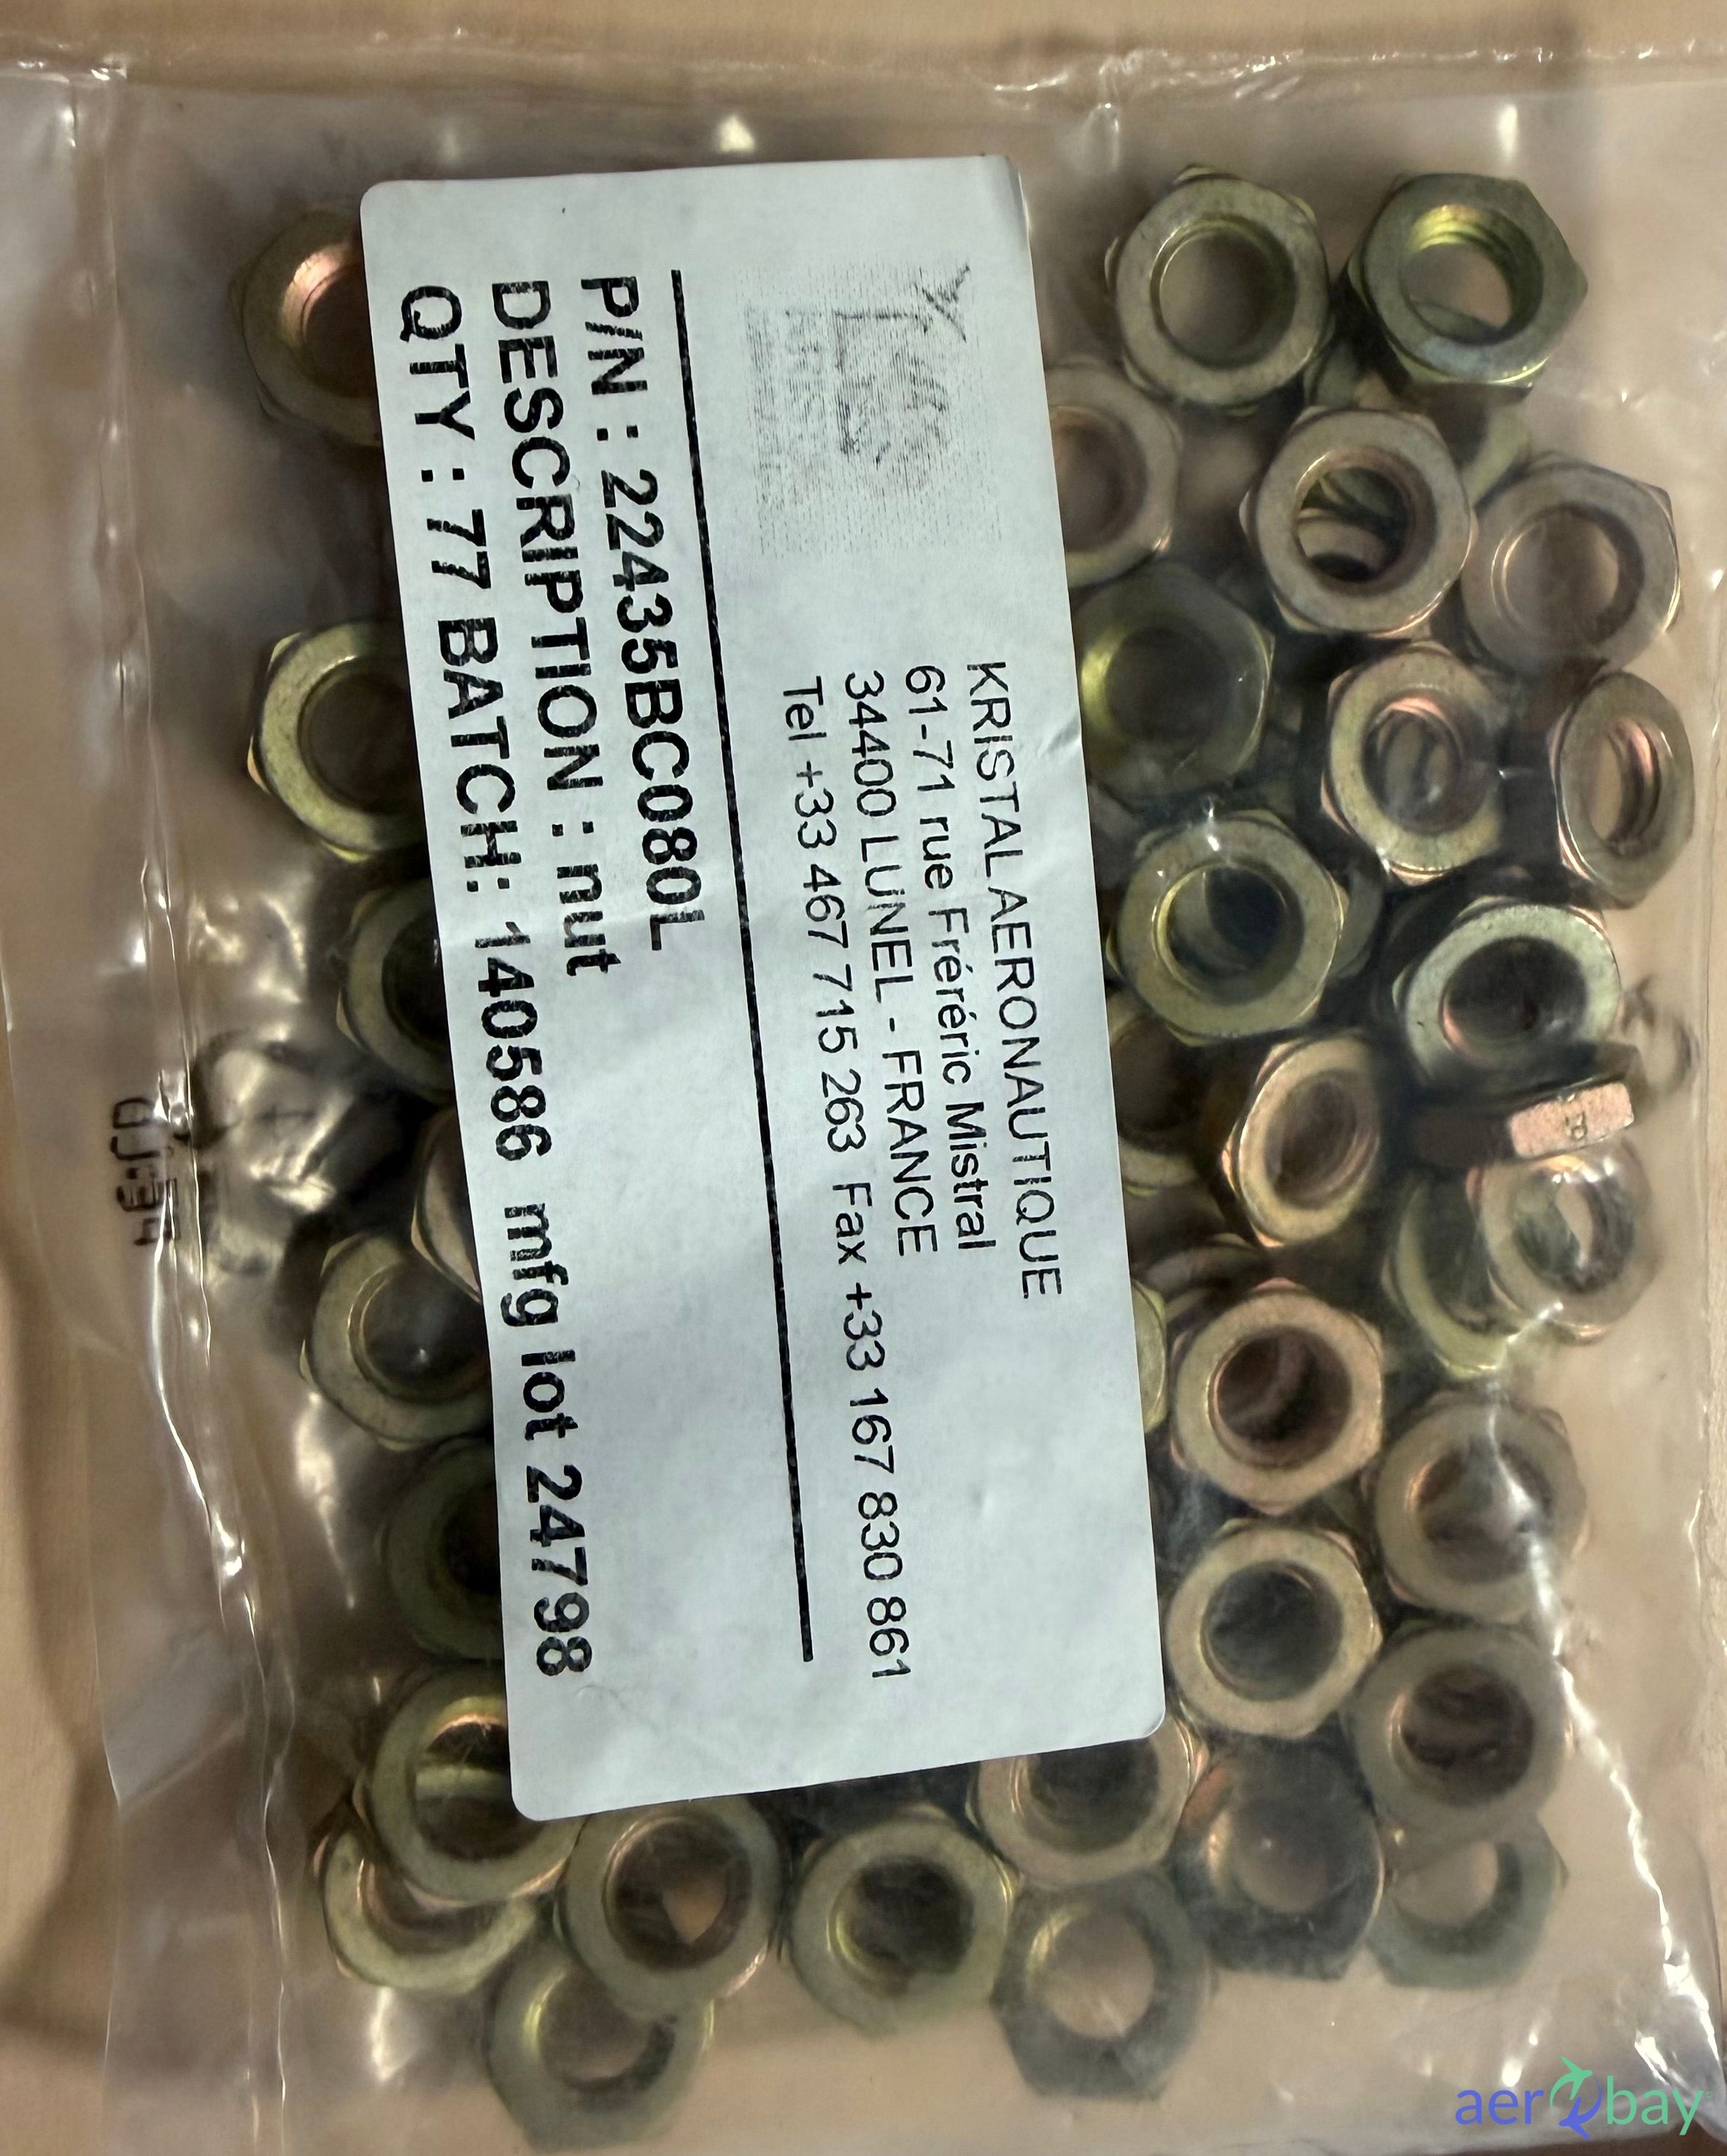 KRISTAL AERONAUTIQUE
61-71 rue Fréréric Mistral
34400 LUNEL - FRANCE
Tel +33 467 715 263 Fax +33 167 830 861
P/N : 22435BC080L
DESCRIPTION : nut
QTY : 77 BATCH: 140586 mfg lot 24798
aerobay